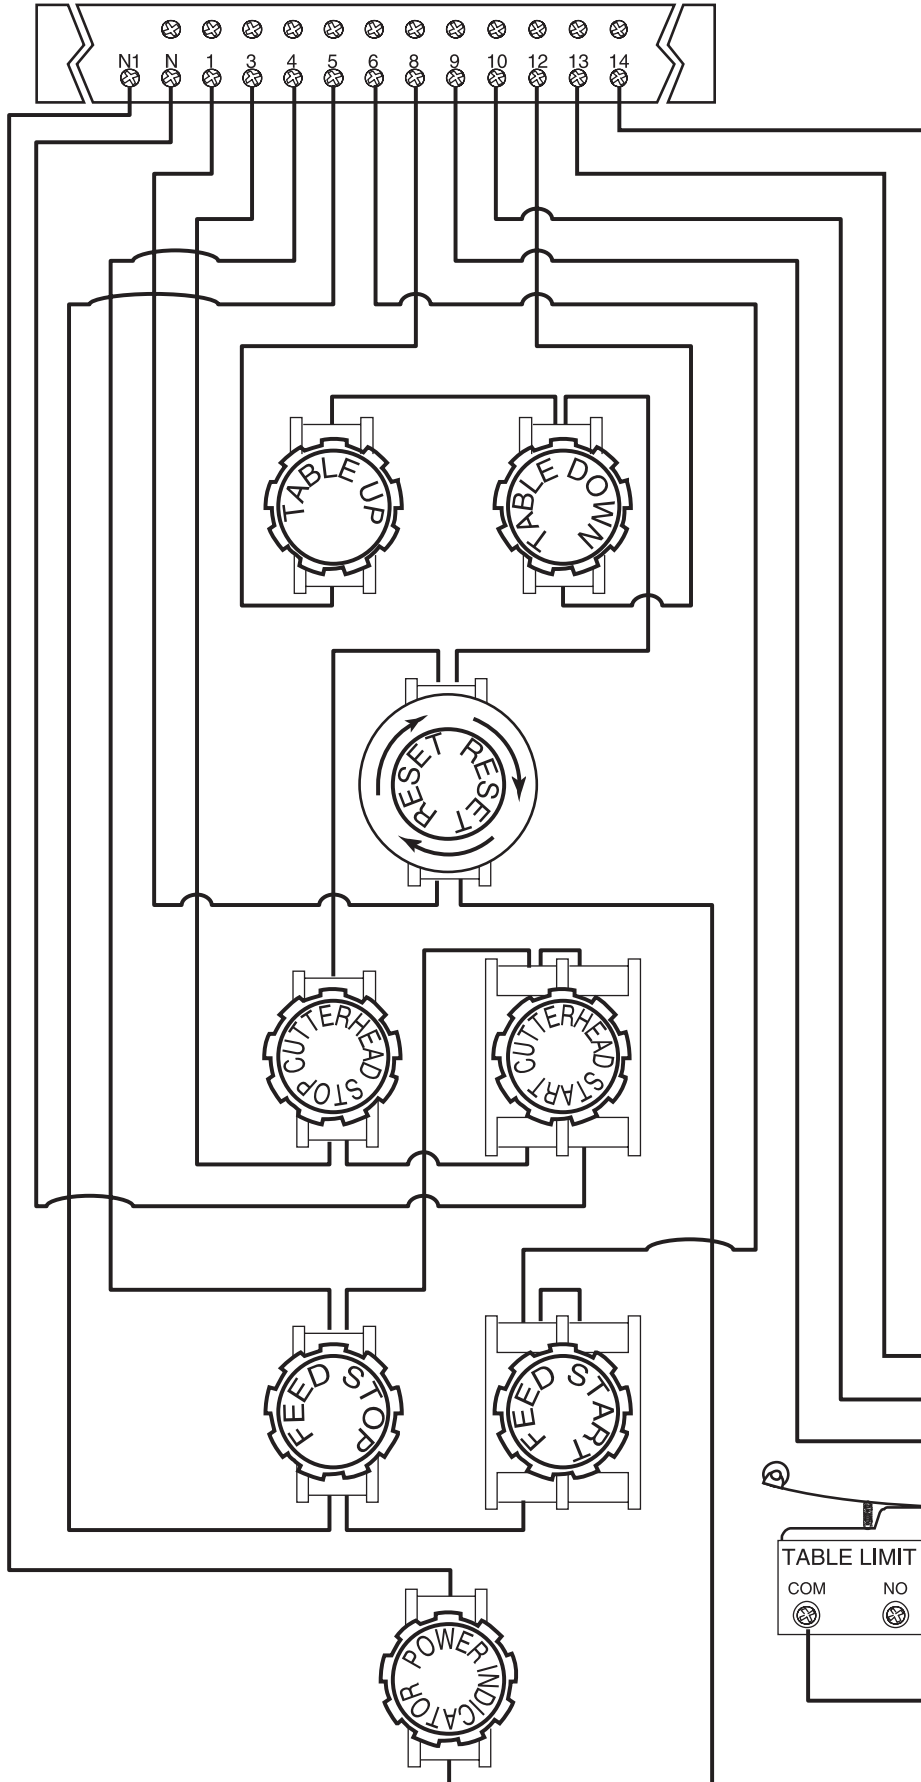 N1 N 1 3 4 5 6 8 9 10 12 13 14
TABLE UP
TABLE DOWN
RESET RESET
CUTTERHEAD STOP
CUTTERHEAD START
FEED STOP
FEED START
TABLE LIMIT
COM NO
POWER INDICATOR